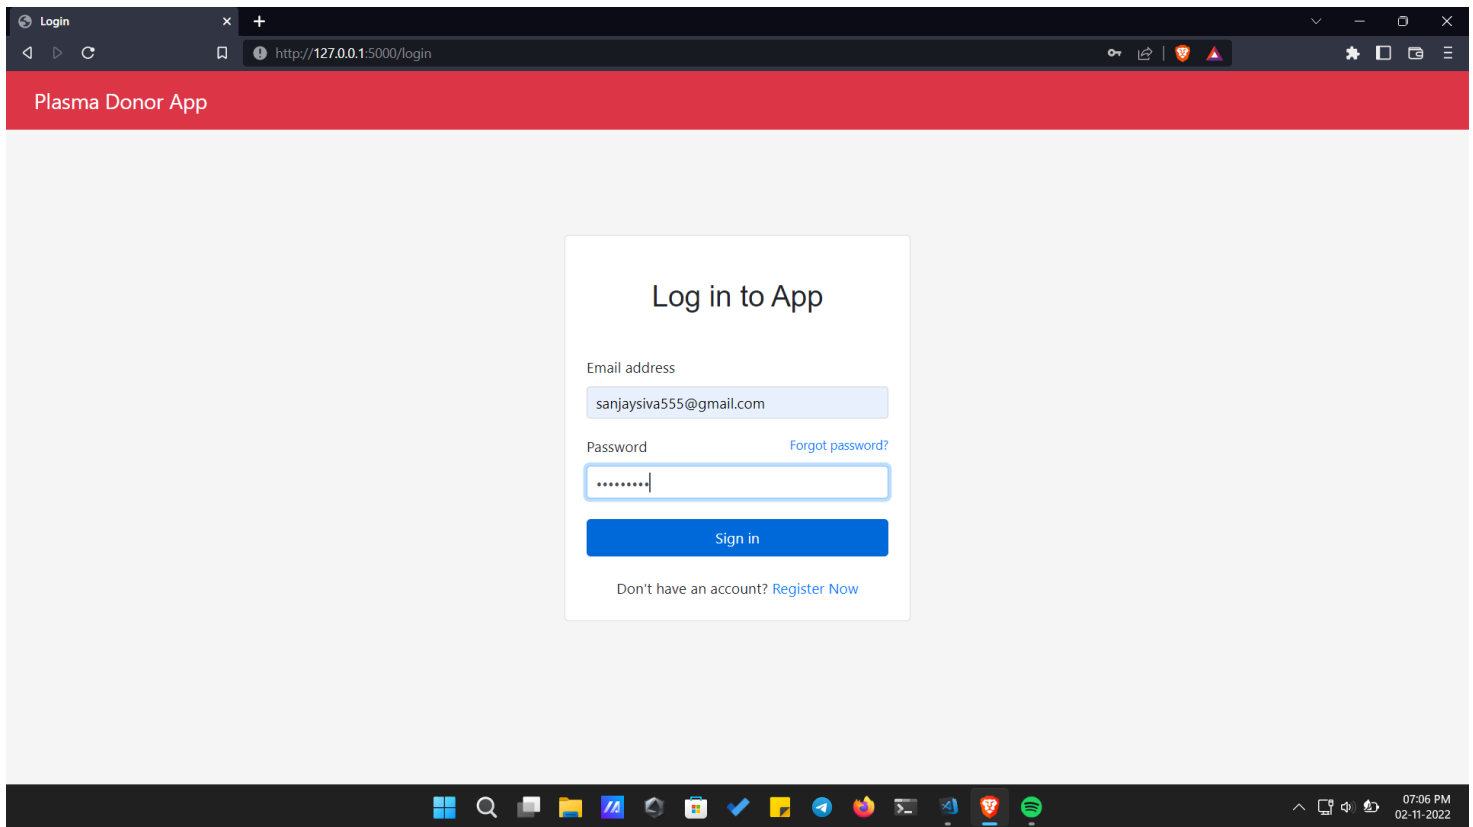 Login
http://127.0.0.1:5000/login
Plasma Donor App
Log in to App
Email address
sanjaysiva555@gmail.com
Password Forgot password?
•••••••••
Sign in
Don't have an account? Register Now
07:06 PM
02-11-2022